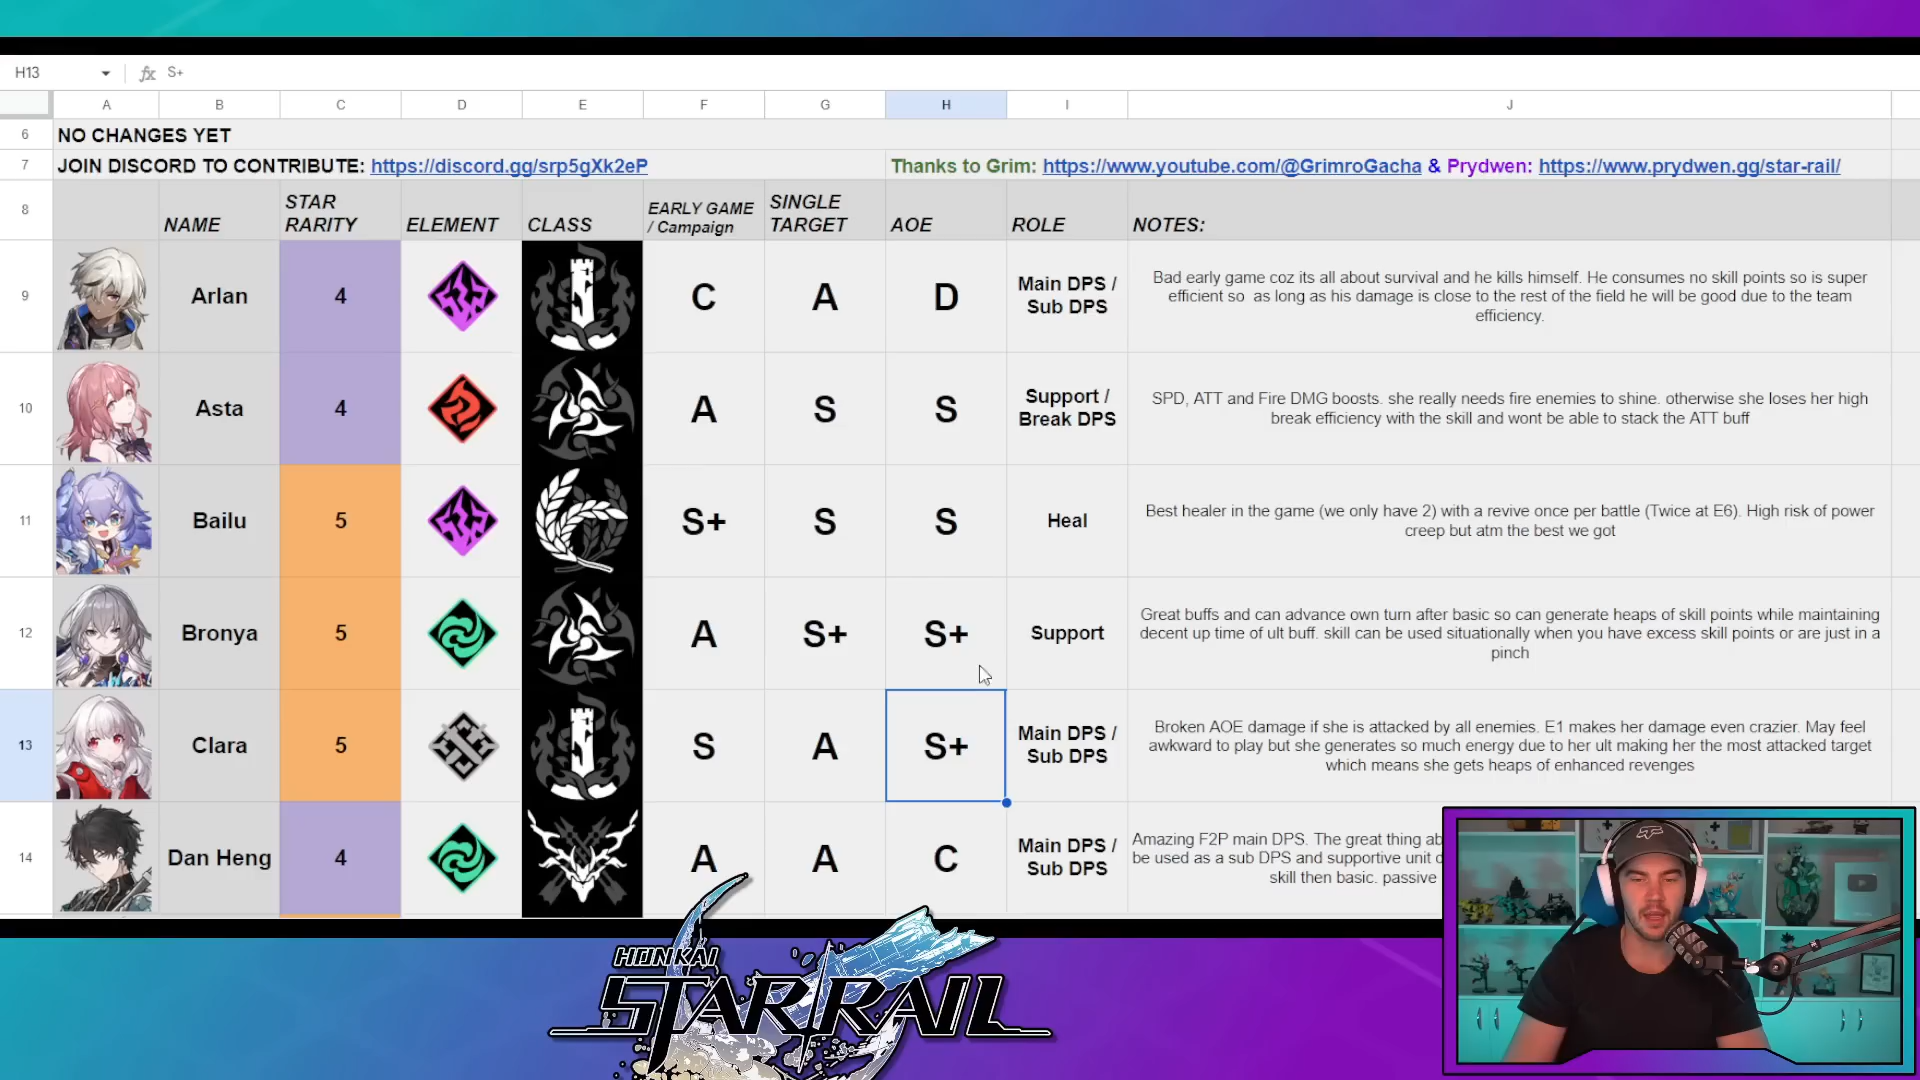 H13 fx S+
A B C D E F G H I J
6 NO CHANGES YET
7 JOIN DISCORD TO CONTRIBUTE: https://discord.gg/srp5gXk2eP Thanks to Grim: https://www.youtube.com/@GrimroGacha & Prydwen: https://www.prydwen.gg/star-rail/
8 NAME STAR RARITY ELEMENT CLASS EARLY GAME / Campaign SINGLE TARGET AOE ROLE NOTES:
9 Arlan 4 C A D Main DPS / Sub DPS
Bad early game coz its all about survival and he kills himself. He consumes no skill points so is super
efficient so as long as his damage is close to the rest of the field he will be good due to the team
efficiency.
10 Asta 4 A S S Support / Break DPS
SPD, ATT and Fire DMG boosts. she really needs fire enemies to shine. otherwise she loses her high
break efficiency with the skill and wont be able to stack the ATT buff
11 Bailu 5 S+ S S Heal
Best healer in the game (we only have 2) with a revive once per battle (Twice at E6). High risk of power
creep but atm the best we got
12 Bronya 5 A S+ S+ Support
Great buffs and can advance own turn after basic so can generate heaps of skill points while maintaining
decent up time of ult buff. skill can be used situationally when you have excess skill points or are just in a
pinch
13 Clara 5 S A S+ Main DPS / Sub DPS
Broken AOE damage if she is attacked by all enemies. E1 makes her damage even crazier. May feel
awkward to play but she generates so much energy due to her ult making her the most attacked target
which means she gets heaps of enhanced revenges
14 Dan Heng 4 A A C Main DPS / Sub DPS
Amazing F2P main DPS. The great thing
be used as a sub DPS and supportive unit
skill then basic. passive
HONKAI
STAR RAIL